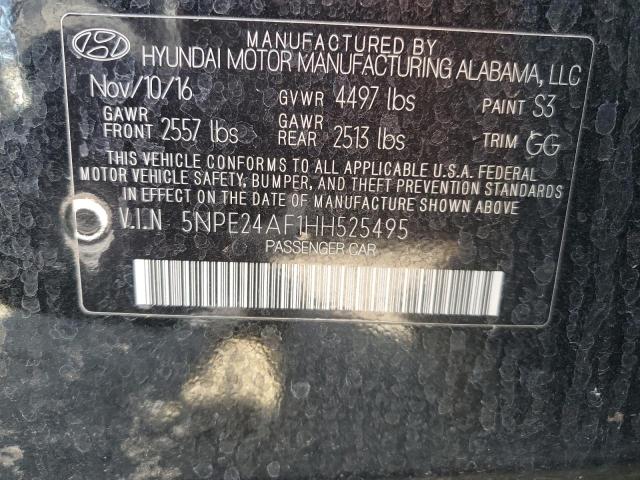 MANUFACTURED BY
HYUNDAI MOTOR MANUFACTURING ALABAMA, LLC
Nov/10/16 GVWR 4497 lbs PAINT S3
GAWR FRONT 2557 lbs GAWR REAR 2513 lbs TRIM GG
THIS VEHICLE CONFORMS TO ALL APPLICABLE U.S.A. FEDERAL
MOTOR VEHICLE SAFETY, BUMPER, AND THEFT PREVENTION STANDARDS
IN EFFECT ON THE DATE OF MANUFACTURE SHOWN ABOVE.
V.I.N 5NPE24AF1HH525495
PASSENGER CAR